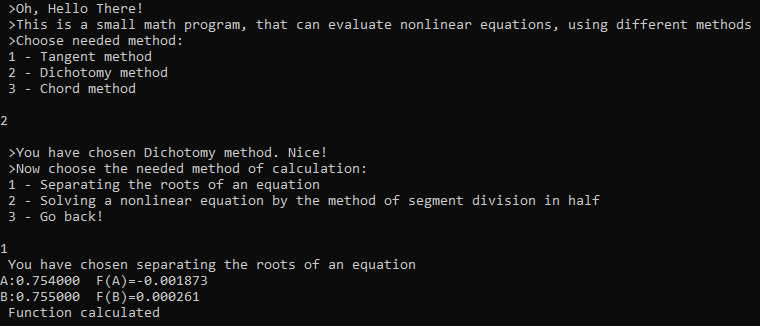 >Oh, Hello There!
>This is a small math program, that can evaluate nonlinear equations, using different methods
>Choose needed method:
1 - Tangent method
2 - Dichotomy method
3 - Chord method
2
>You have chosen Dichotomy method. Nice!
>Now choose the needed method of calculation:
1 - Separating the roots of an equation
2 - Solving a nonlinear equation by the method of segment division in half
3 - Go back!
1
You have chosen separating the roots of an equation
A:0.754000  F(A)=-0.001873
B:0.755000  F(B)=0.000261
Function calculated